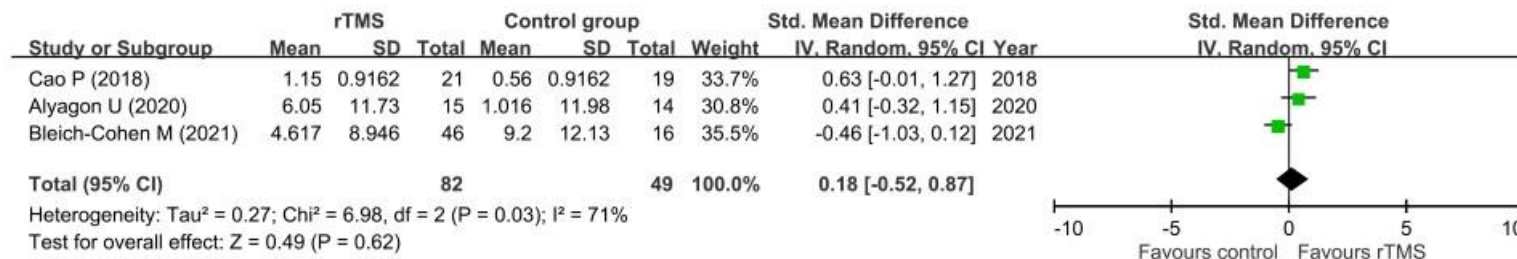 rTMS Control group Std. Mean Difference Std. Mean Difference
Study or Subgroup Mean SD Total Mean SD Total Weight IV, Random, 95% CI Year IV, Random, 95% CI
Cao P (2018) 1.15 0.9162 21 0.56 0.9162 19 33.7% 0.63 [-0.01, 1.27] 2018
Alyagon U (2020) 6.05 11.73 15 1.016 11.98 14 30.8% 0.41 [-0.32, 1.15] 2020
Bleich-Cohen M (2021) 4.617 8.946 46 9.2 12.13 16 35.5% -0.46 [-1.03, 0.12] 2021
Total (95% CI) 82 49 100.0% 0.18 [-0.52, 0.87]
Heterogeneity: Tau² = 0.27; Chi² = 6.98, df = 2 (P = 0.03); I² = 71%
Test for overall effect: Z = 0.49 (P = 0.62)
-10 -5 0 5 10
Favours control Favours rTMS